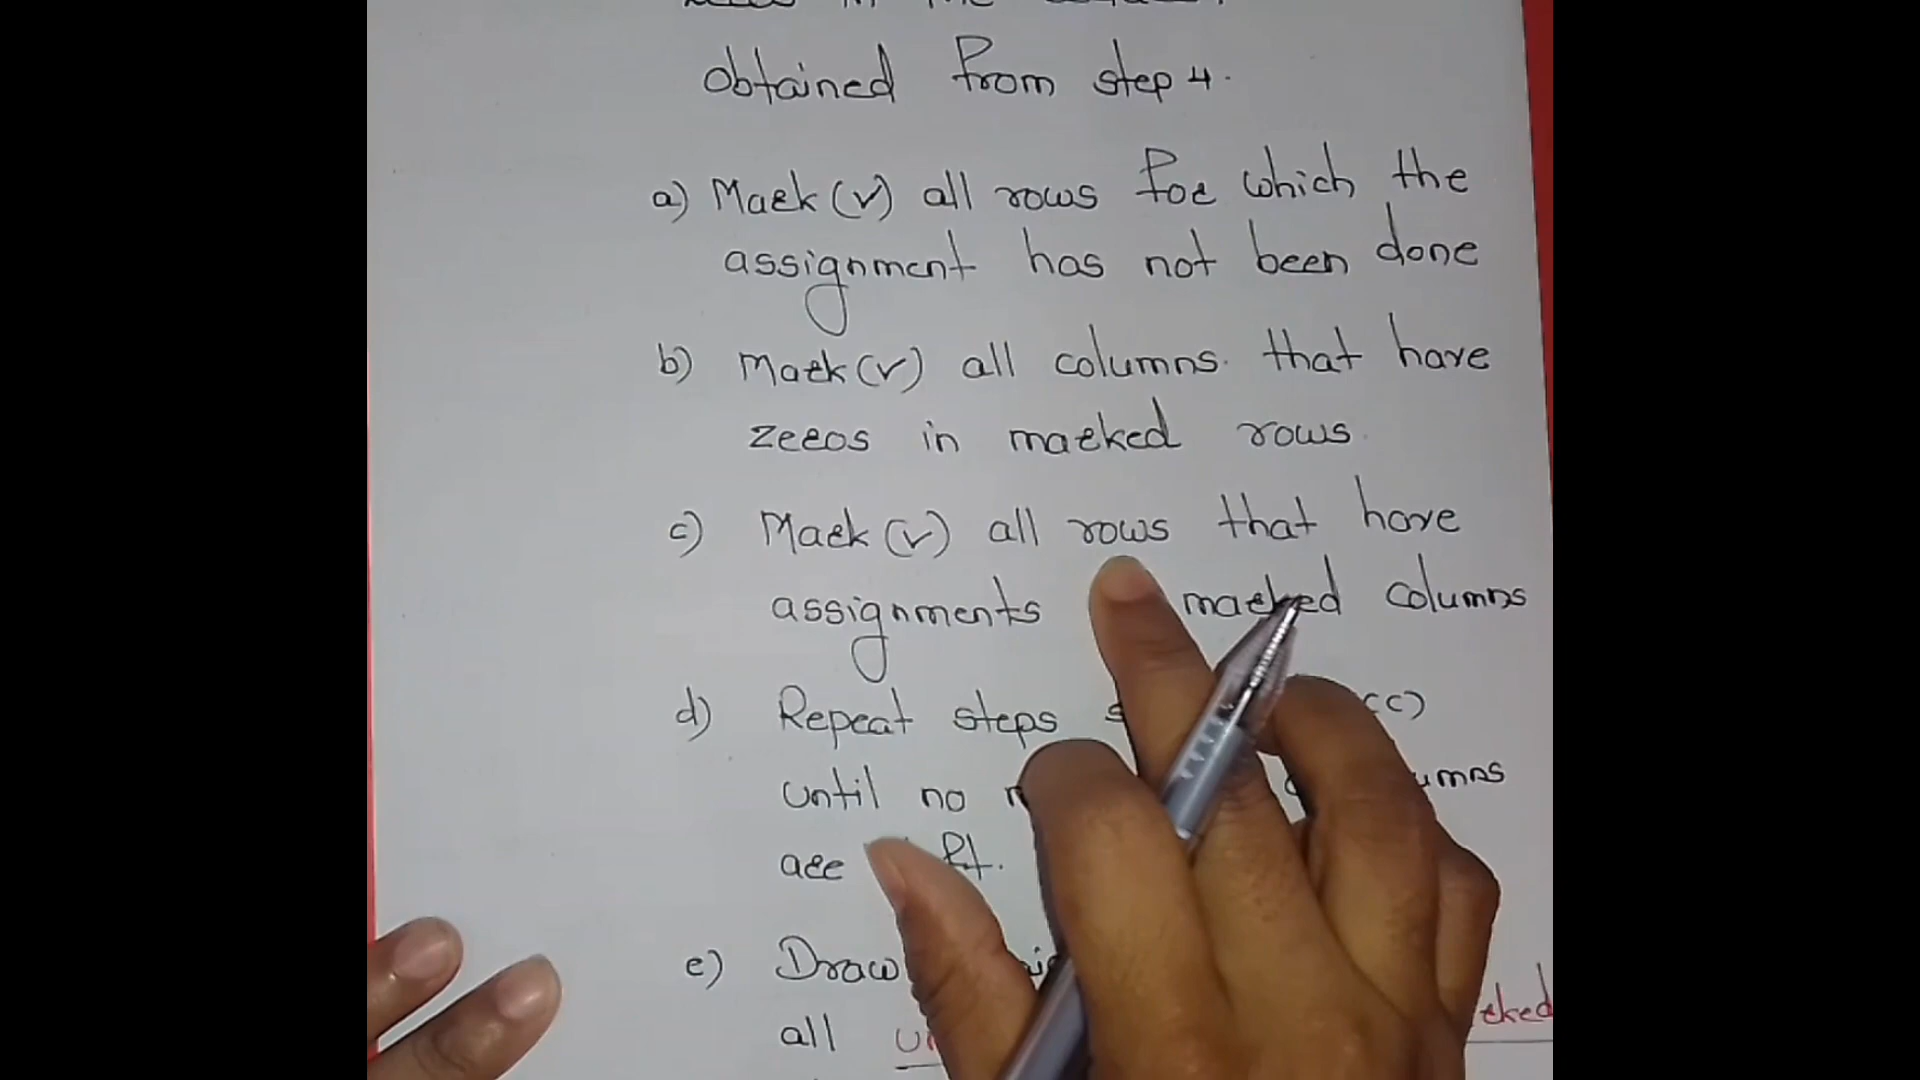 obtained from step 4.
a) Mark (✓) all rows for which the
assignment has not been done
b) Mark (✓) all columns that have
zeros in marked rows.
c) Mark (✓) all rows that have
assignments marked columns
d) Repeat steps (c)
until no
are
e) Draw
all